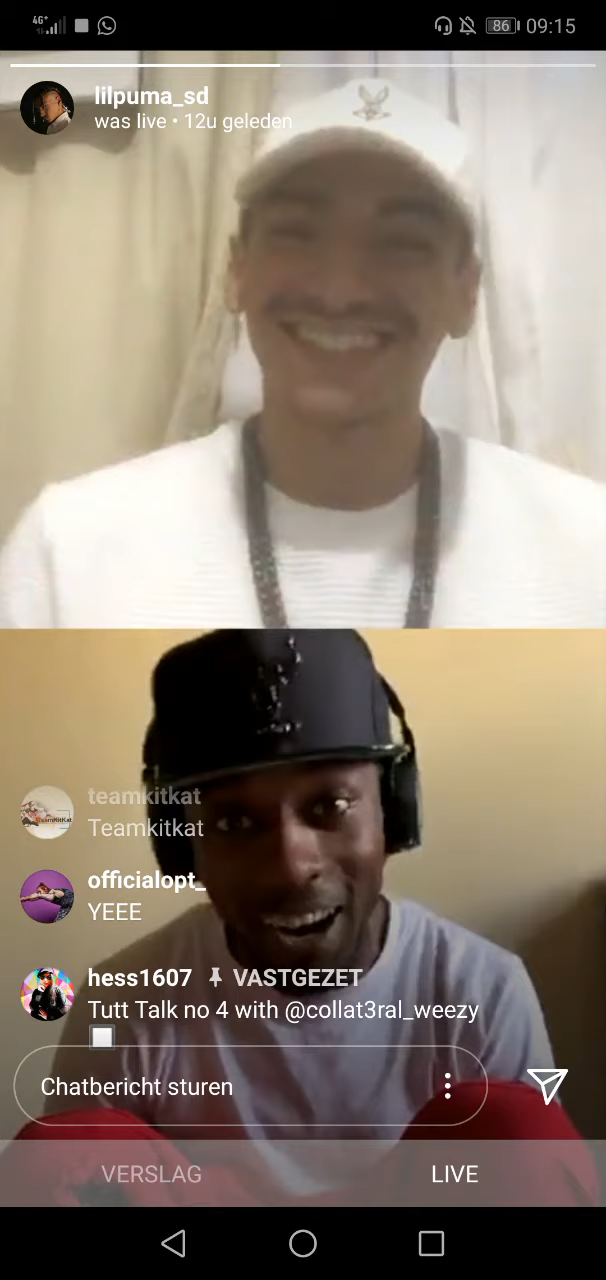 4G+
86
09:15
lilpuma_sd
was live • 12u geleden
teamkitkat
Teamkitkat
officialopt_
YEEE
hess1607 VASTGEZET
Tutt Talk no 4 with @collat3ral_weezy
Chatbericht sturen
VERSLAG
LIVE